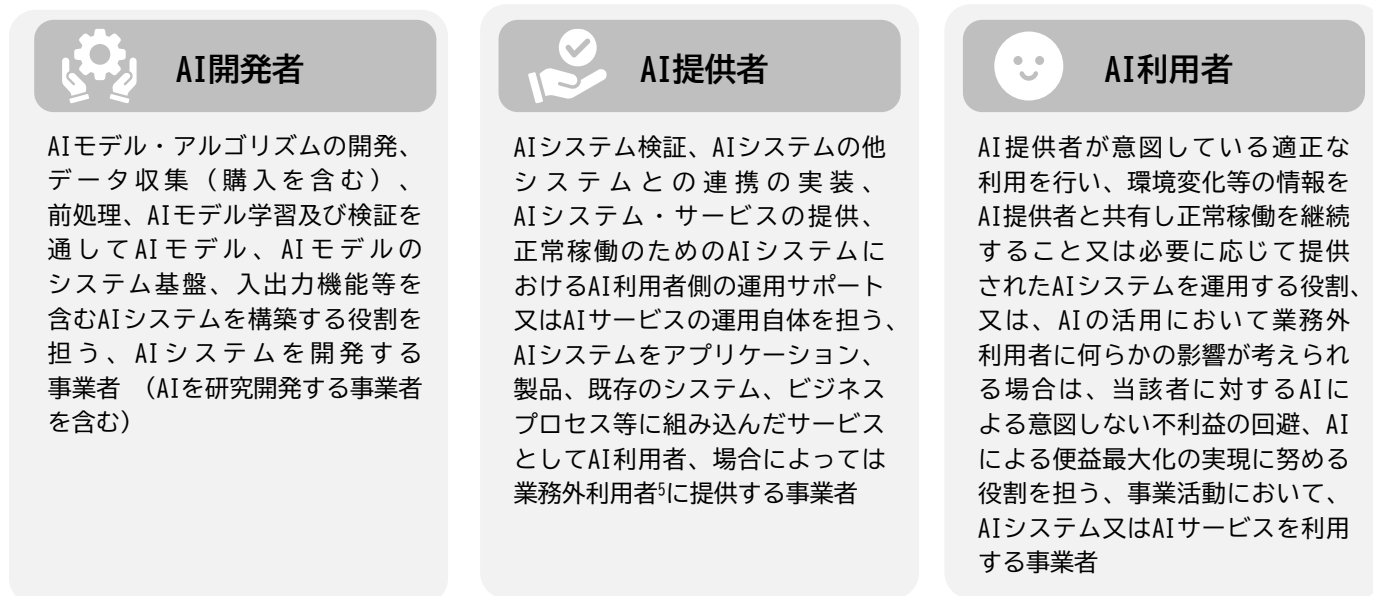 AI開発者
AIモデル・アルゴリズムの開発、
データ収集（購入を含む）、
前処理、AIモデル学習及び検証を
通してAIモデル、AIモデルの
システム基盤、入出力機能等を
含むAIシステムを構築する役割を
担う、AIシステムを開発する
事業者　（AIを研究開発する事業者
を含む）
AI提供者
AIシステム検証、AIシステムの他
システムとの連携の実装、
AIシステム・サービスの提供、
正常稼働のためのAIシステムに
おけるAI利用者側の運用サポート
又はAIサービスの運用自体を担う、
AIシステムをアプリケーション、
製品、既存のシステム、ビジネス
プロセス等に組み込んだサービス
としてAI利用者、場合によっては
業務外利用者5に提供する事業者
AI利用者
AI提供者が意図している適正な
利用を行い、環境変化等の情報を
AI提供者と共有し正常稼働を継続
すること又は必要に応じて提供
されたAIシステムを運用する役割、
又は、AIの活用において業務外
利用者に何らかの影響が考えられ
る場合は、当該者に対するAIに
よる意図しない不利益の回避、AI
による便益最大化の実現に努める
役割を担う、事業活動において、
AIシステム又はAIサービスを利用
する事業者